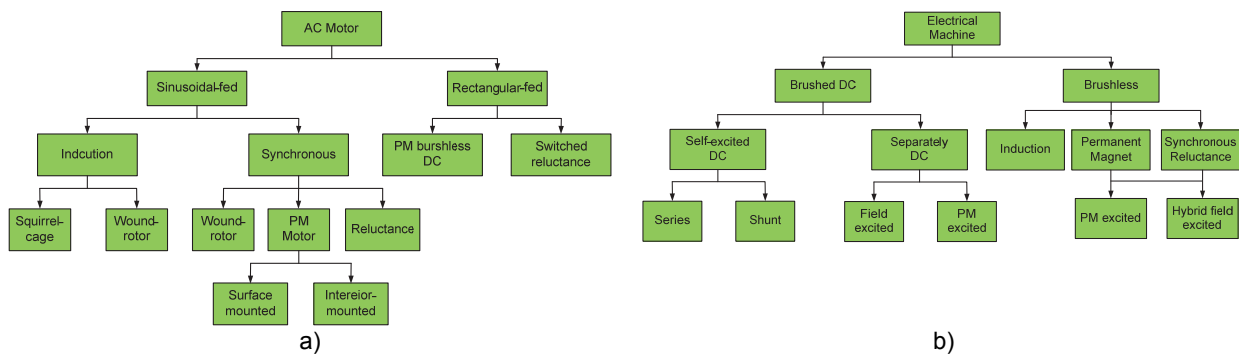 AC Motor
Sinusoidal-fed
Rectangular-fed
Indcution
Synchronous
PM burshless
DC
Switched
reluctance
Squirrel-
cage
Wound-
rotor
Wound-
rotor
PM
Motor
Reluctance
Surface
mounted
Intereior-
mounted
a)
Electrical
Machine
Brushed DC
Brushless
Self-excited
DC
Separately
DC
Induction
Permanent
Magnet
Synchronous
Reluctance
Series
Shunt
Field
excited
PM
excited
PM excited
Hybrid field
excited
b)